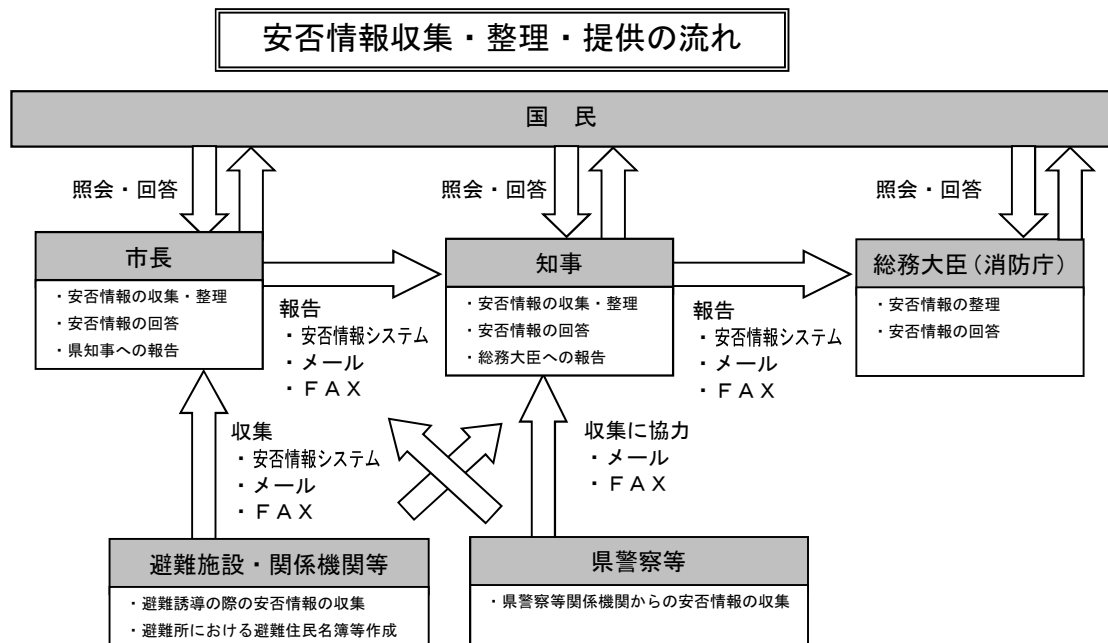 安否情報収集・整理・提供の流れ
国　民
照会・回答
照会・回答
照会・回答
市長
・安否情報の収集・整理
・安否情報の回答
・県知事への報告
報告
・安否情報システム
・メール
・ＦＡＸ
知事
・安否情報の収集・整理
・安否情報の回答
・総務大臣への報告
報告
・安否情報システム
・メール
・ＦＡＸ
総務大臣（消防庁）
・安否情報の整理
・安否情報の回答
収集
・安否情報システム
・メール
・ＦＡＸ
収集に協力
・メール
・ＦＡＸ
避難施設・関係機関等
・避難誘導の際の安否情報の収集
・避難所における避難住民名簿等作成
県警察等
・県警察等関係機関からの安否情報の収集